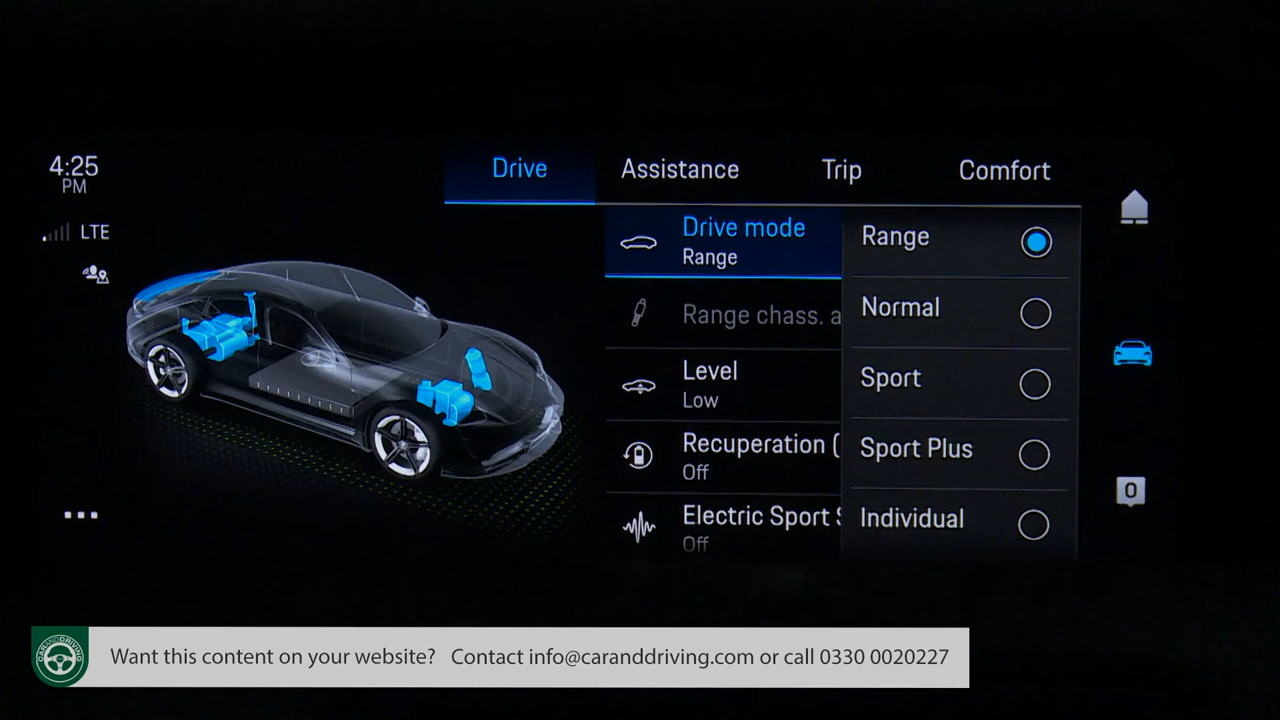 4:25
PM
LTE
Drive
Assistance
Trip
Comfort
Drive mode
Range
Range chass. a
Level
Low
Recuperation (
Off
Electric Sport S
Off
Range
Normal
Sport
Sport Plus
Individual
0
CARANDDRIVING
Want this content on your website? Contact info@caranddriving.com or call 0330 0020227